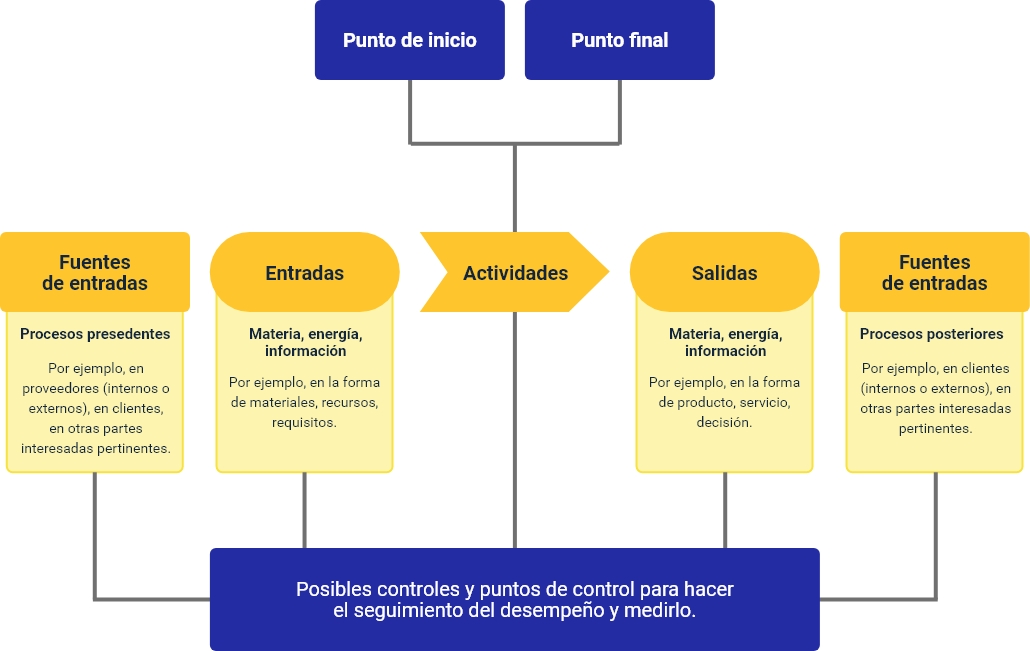 Punto de inicio
Punto final
Fuentes
de entradas
Procesos presedentes
Por ejemplo, en
proveedores (internos o
externos), en clientes,
en otras partes
interesadas pertinentes.
Entradas
Materia, energía,
información
Por ejemplo, en la forma
de materiales, recursos,
requisitos.
Actividades
Salidas
Materia, energía,
información
Por ejemplo, en la forma
de producto, servicio,
decisión.
Fuentes
de entradas
Procesos posteriores
Por ejemplo, en clientes
(internos o externos), en
otras partes interesadas
pertinentes.
Posibles controles y puntos de control para hacer
el seguimiento del desempeño y medirlo.